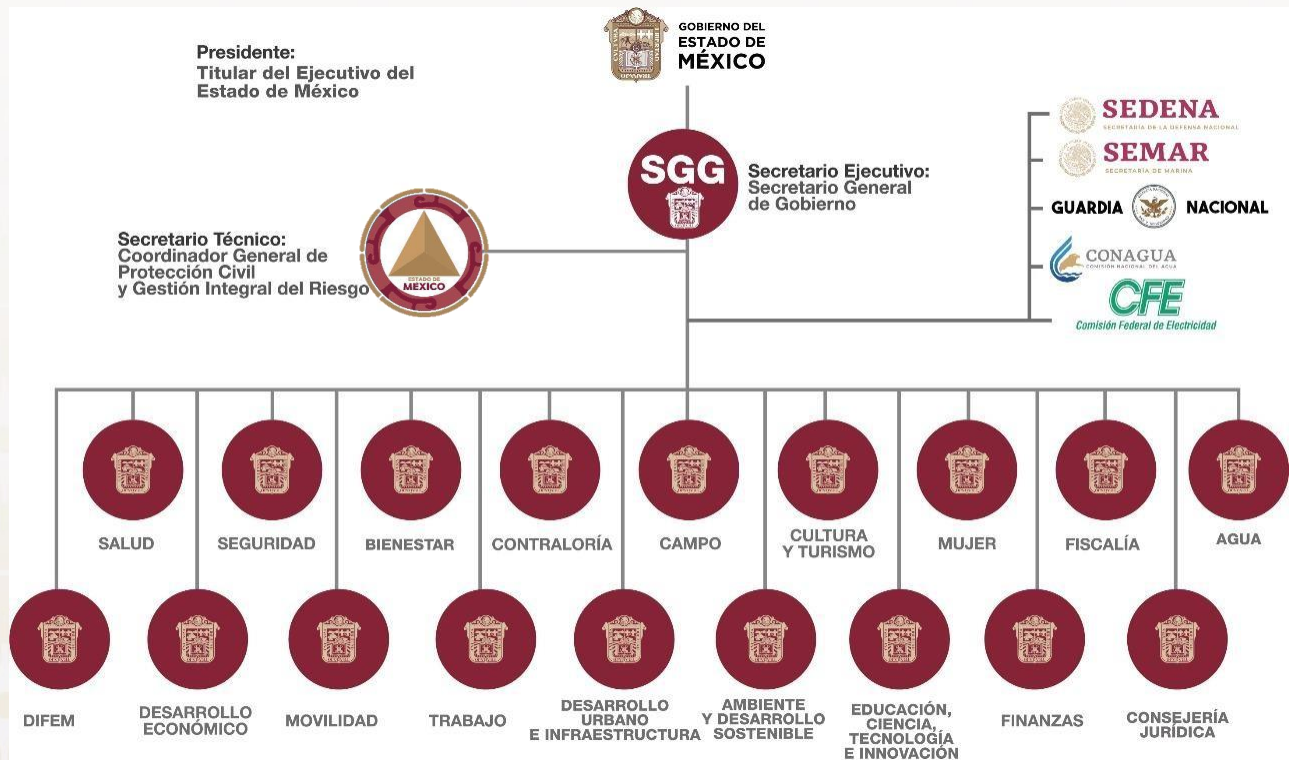 GOBIERNO DEL
ESTADO DE
MÉXICO
Presidente:
Titular del Ejecutivo del
Estado de México
SGG
Secretario Ejecutivo:
Secretario General
de Gobierno
SEDENA
SECRETARÍA DE LA DEFENSA NACIONAL
SEMAR
SECRETARÍA DE MARINA
GUARDIA NACIONAL
CONAGUA
COMISIÓN NACIONAL DEL AGUA
CFE
Comisión Federal de Electricidad
Secretario Técnico:
Coordinador General de
Protección Civil
y Gestión Integral del Riesgo
ESTADO DE
MÉXICO
SALUD
SEGURIDAD
BIENESTAR
CONTRALORÍA
CAMPO
CULTURA
Y TURISMO
MUJER
FISCALÍA
AGUA
DIFEM
DESARROLLO
ECONÓMICO
MOVILIDAD
TRABAJO
DESARROLLO
URBANO
E INFRAESTRUCTURA
AMBIENTE
Y DESARROLLO
SOSTENIBLE
EDUCACIÓN,
CIENCIA,
TECNOLOGÍA
E INNOVACIÓN
FINANZAS
CONSEJERÍA
JURÍDICA